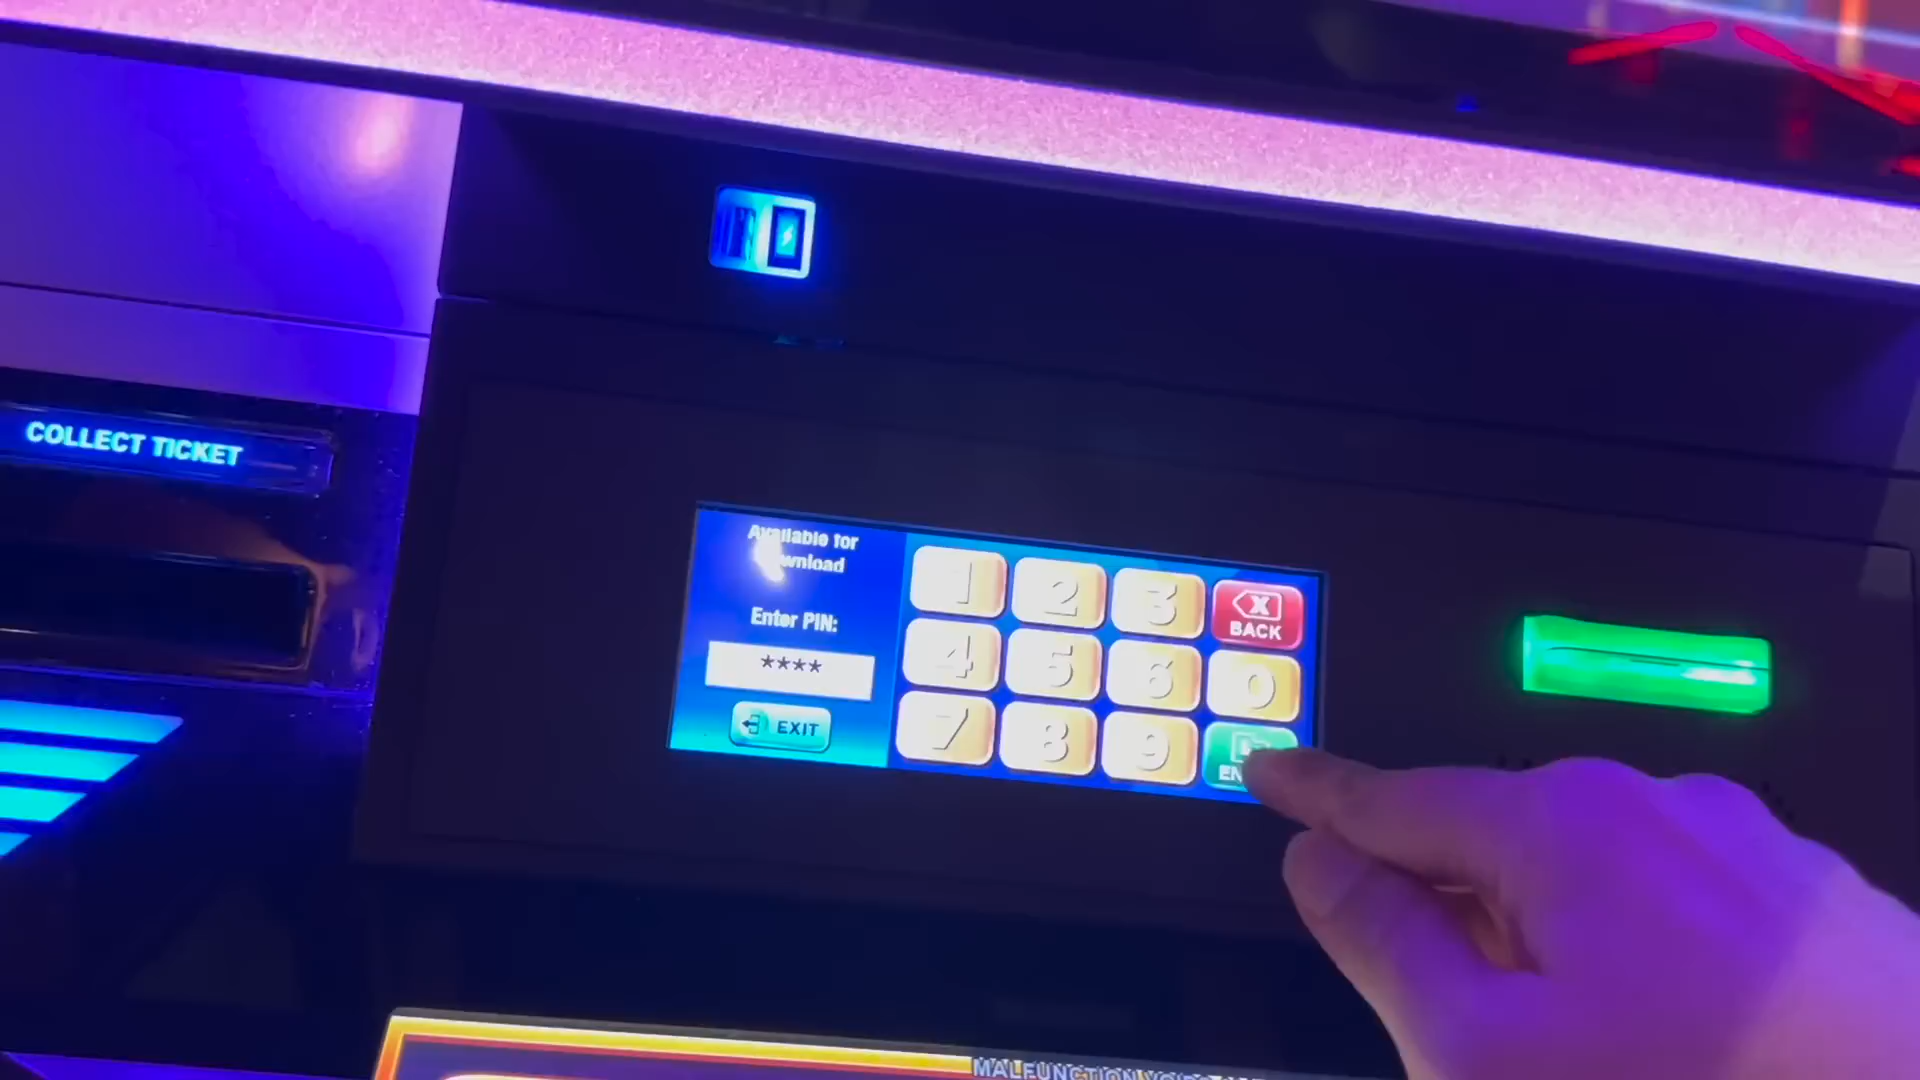 COLLECT TICKET
Available for
Download
Enter PIN:
****
EXIT
1 2 3 BACK
4 5 6 0
7 8 9
MALFUNCTION VOIDS